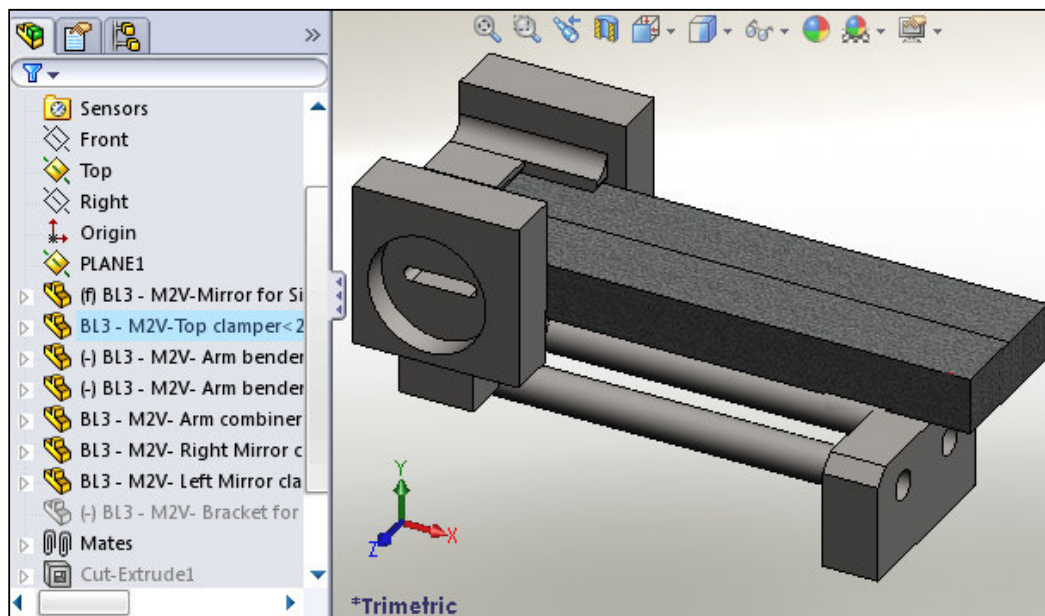 Sensors
Front
Top
Right
Origin
PLANE1
(f) BL3 - M2V-Mirror for Si
BL3 - M2V-Top clamper<2
(-) BL3 - M2V- Arm bender
(-) BL3 - M2V- Arm bender
BL3 - M2V- Arm combiner
BL3 - M2V- Right Mirror c
BL3 - M2V- Left Mirror cla
(-) BL3 - M2V- Bracket for
Mates
Cut-Extrude1
Y
X
Z
*Trimetric